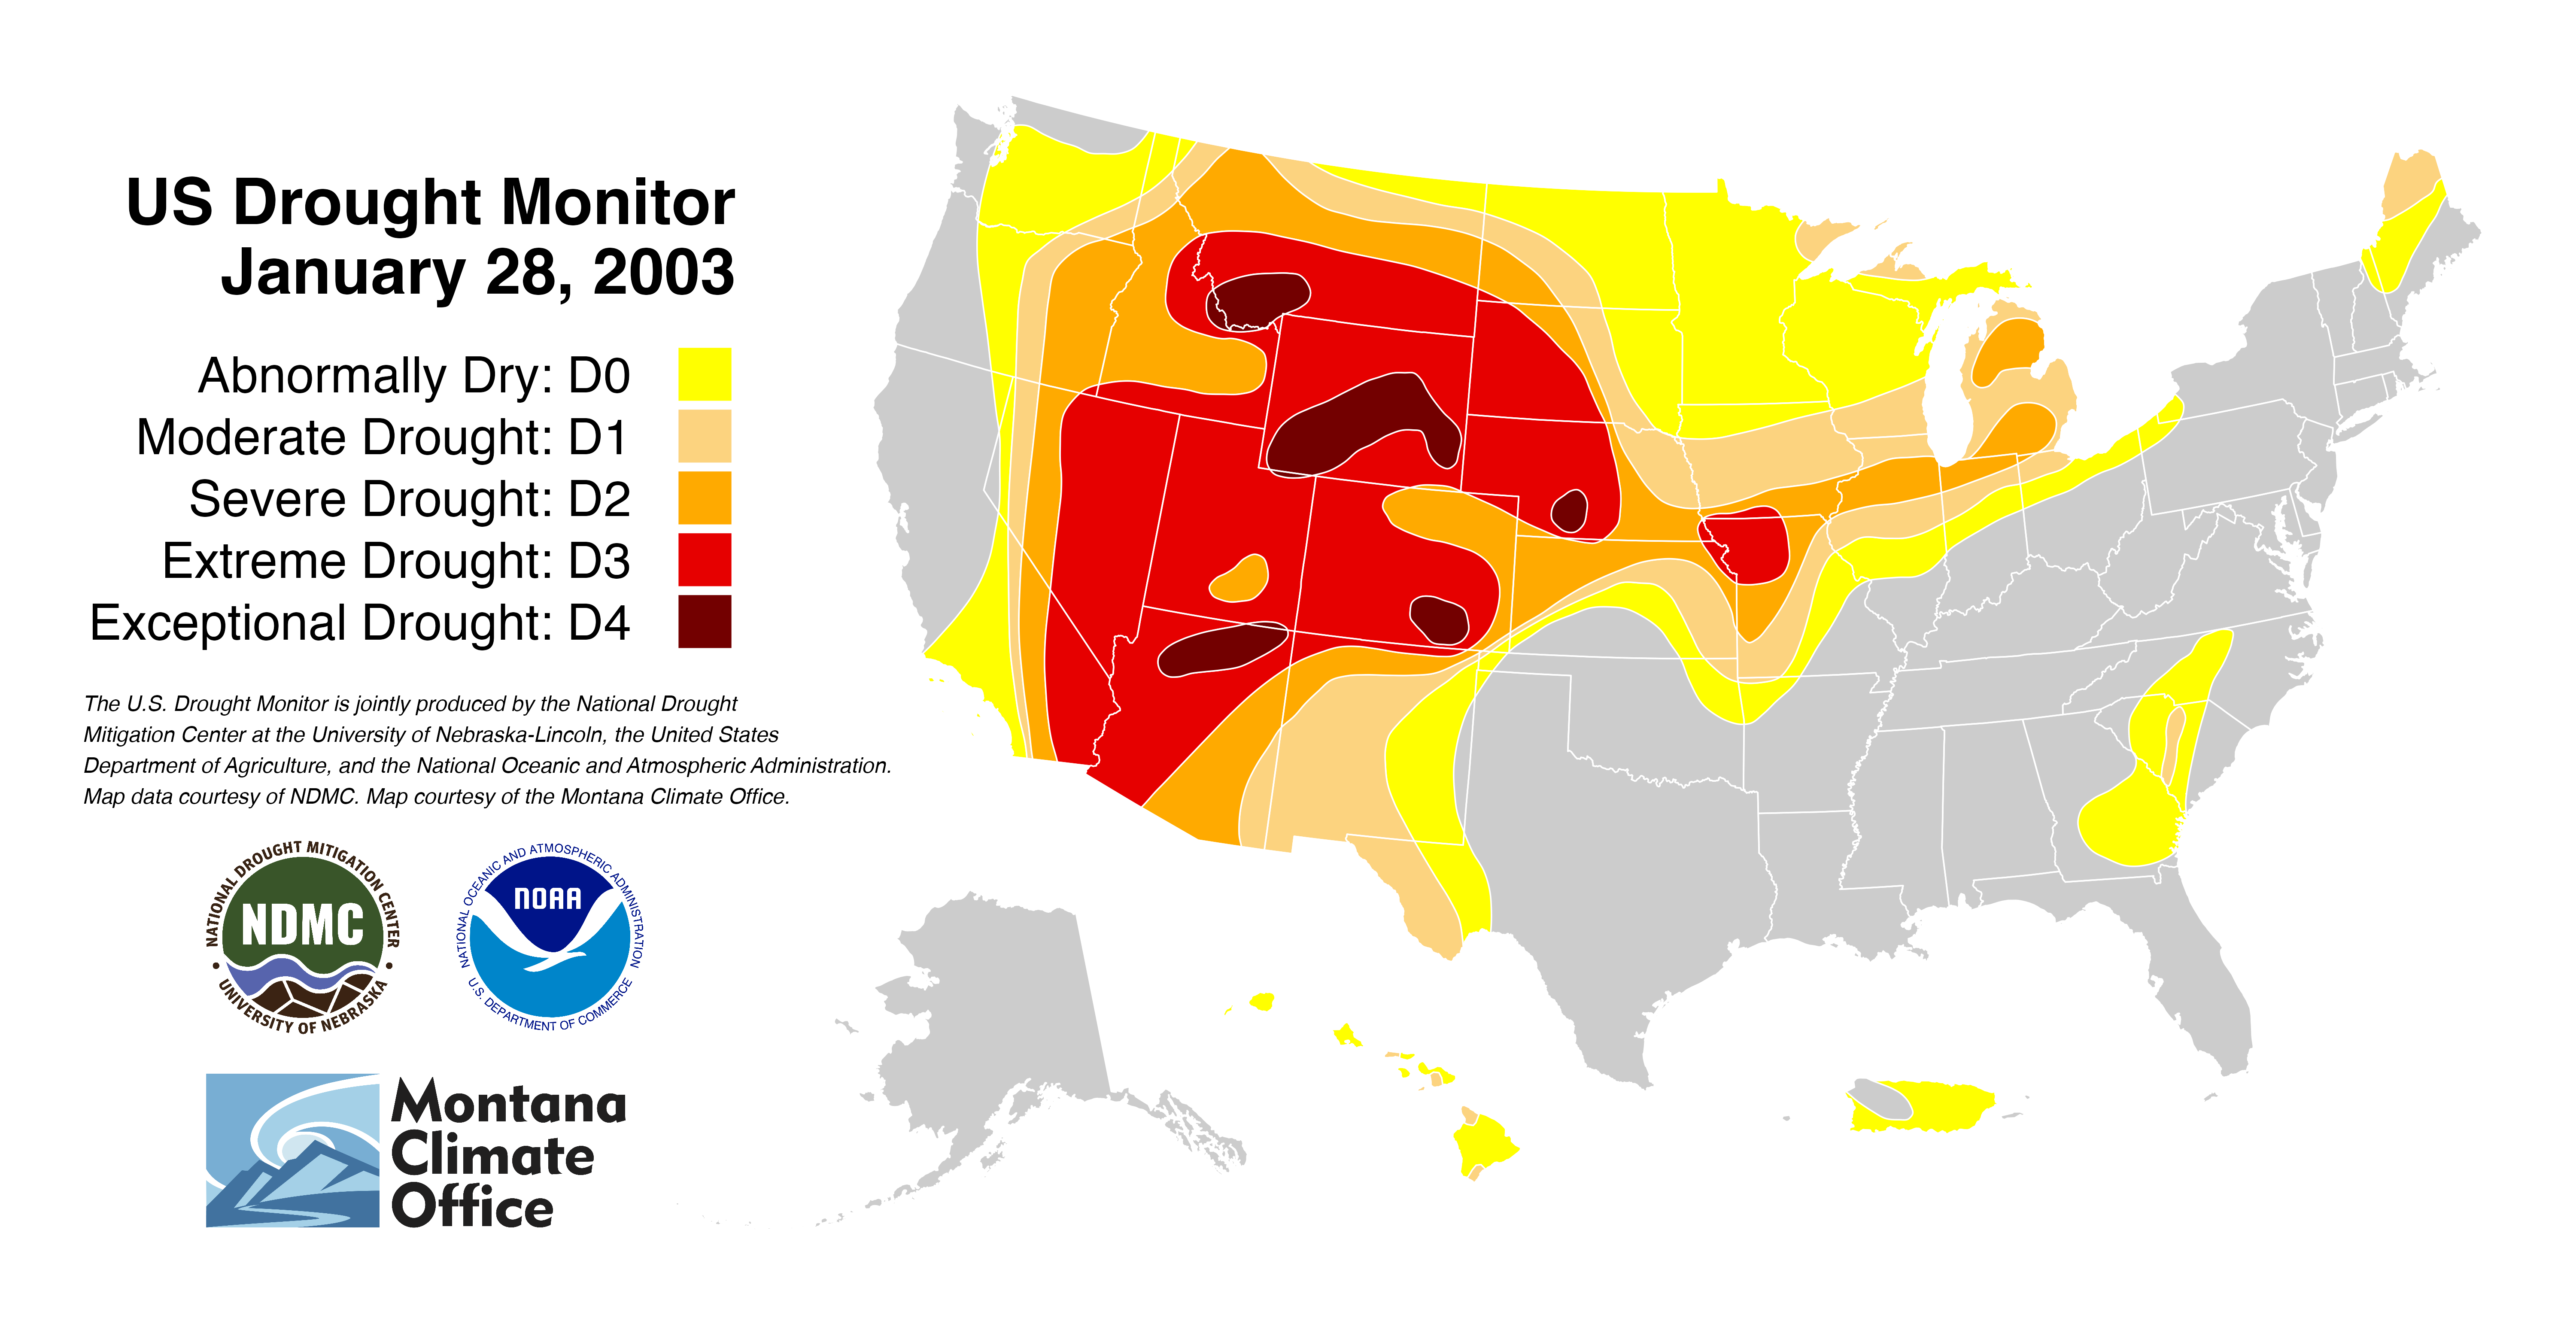 US Drought Monitor
January 28, 2003
Abnormally Dry: D0
Moderate Drought: D1
Severe Drought: D2
Extreme Drought: D3
Exceptional Drought: D4
The U.S. Drought Monitor is jointly produced by the National Drought
Mitigation Center at the University of Nebraska-Lincoln, the United States
Department of Agriculture, and the National Oceanic and Atmospheric Administration.
Map data courtesy of NDMC. Map courtesy of the Montana Climate Office.
NATIONAL DROUGHT MITIGATION CENTER
NDMC
• UNIVERSITY OF NEBRASKA •
NATIONAL OCEANIC AND ATMOSPHERIC ADMINISTRATION
NOAA
U.S. DEPARTMENT OF COMMERCE
Montana
Climate
Office